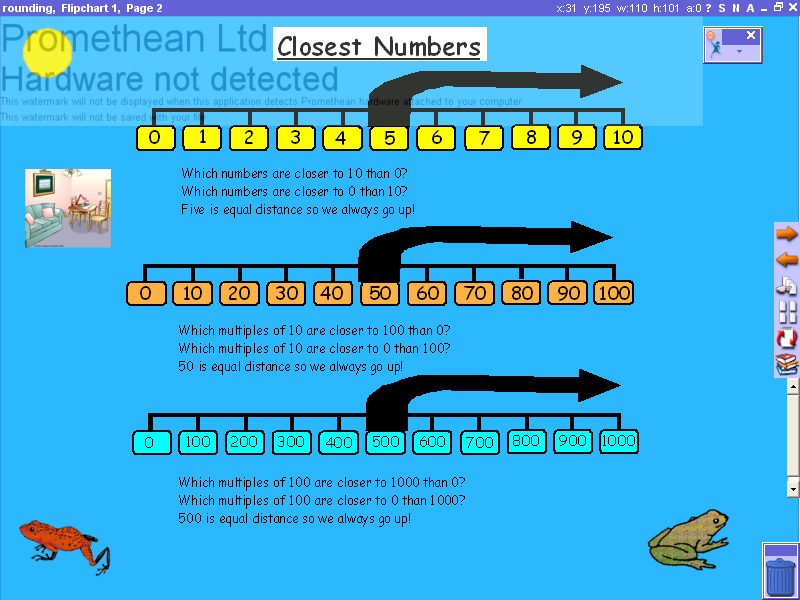 rounding, Flipchart 1, Page 2
x:31 y:195 w:110 h:101 a:0 ? S N A
Promethean Ltd
Closest Numbers
Hardware not detected
This watermark will not be displayed when this application detects Promethean hardware attached to your computer
This watermark will not be saved with your file
0 1 2 3 4 5 6 7 8 9 10
Which numbers are closer to 10 than 0?
Which numbers are closer to 0 than 10?
Five is equal distance so we always go up!
0 10 20 30 40 50 60 70 80 90 100
Which multiples of 10 are closer to 100 than 0?
Which multiples of 10 are closer to 0 than 100?
50 is equal distance so we always go up!
0 100 200 300 400 500 600 700 800 900 1000
Which multiples of 100 are closer to 1000 than 0?
Which multiples of 100 are closer to 0 than 1000?
500 is equal distance so we always go up!